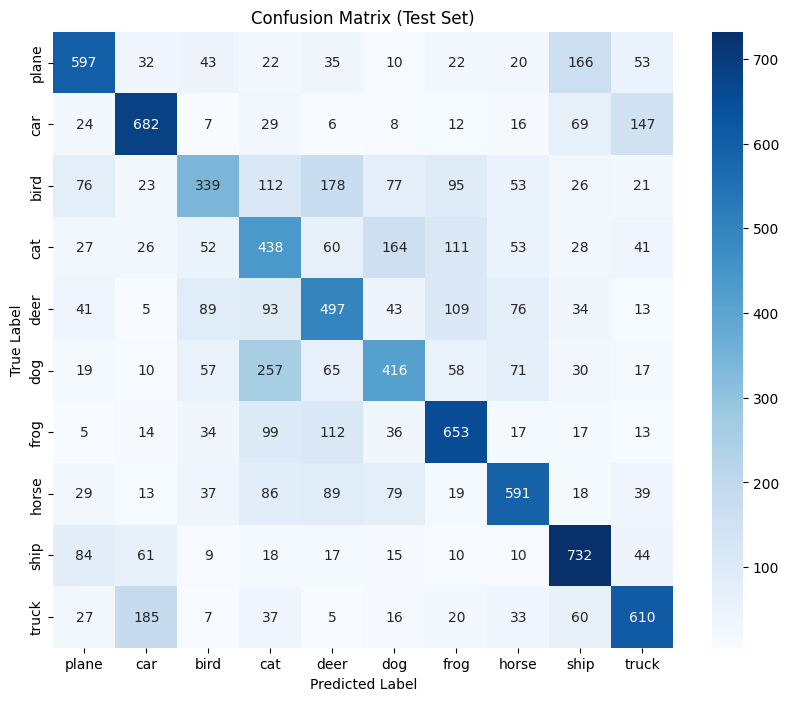 Confusion Matrix (Test Set)
plane 597 32 43 22 35 10 22 20 166 53
car 24 682 7 29 6 8 12 16 69 147
bird 76 23 339 112 178 77 95 53 26 21
cat 27 26 52 438 60 164 111 53 28 41
deer 41 5 89 93 497 43 109 76 34 13
dog 19 10 57 257 65 416 58 71 30 17
frog 5 14 34 99 112 36 653 17 17 13
horse 29 13 37 86 89 79 19 591 18 39
ship 84 61 9 18 17 15 10 10 732 44
truck 27 185 7 37 5 16 20 33 60 610
plane car bird cat deer dog frog horse ship truck
Predicted Label
True Label
700
600
500
400
300
200
100